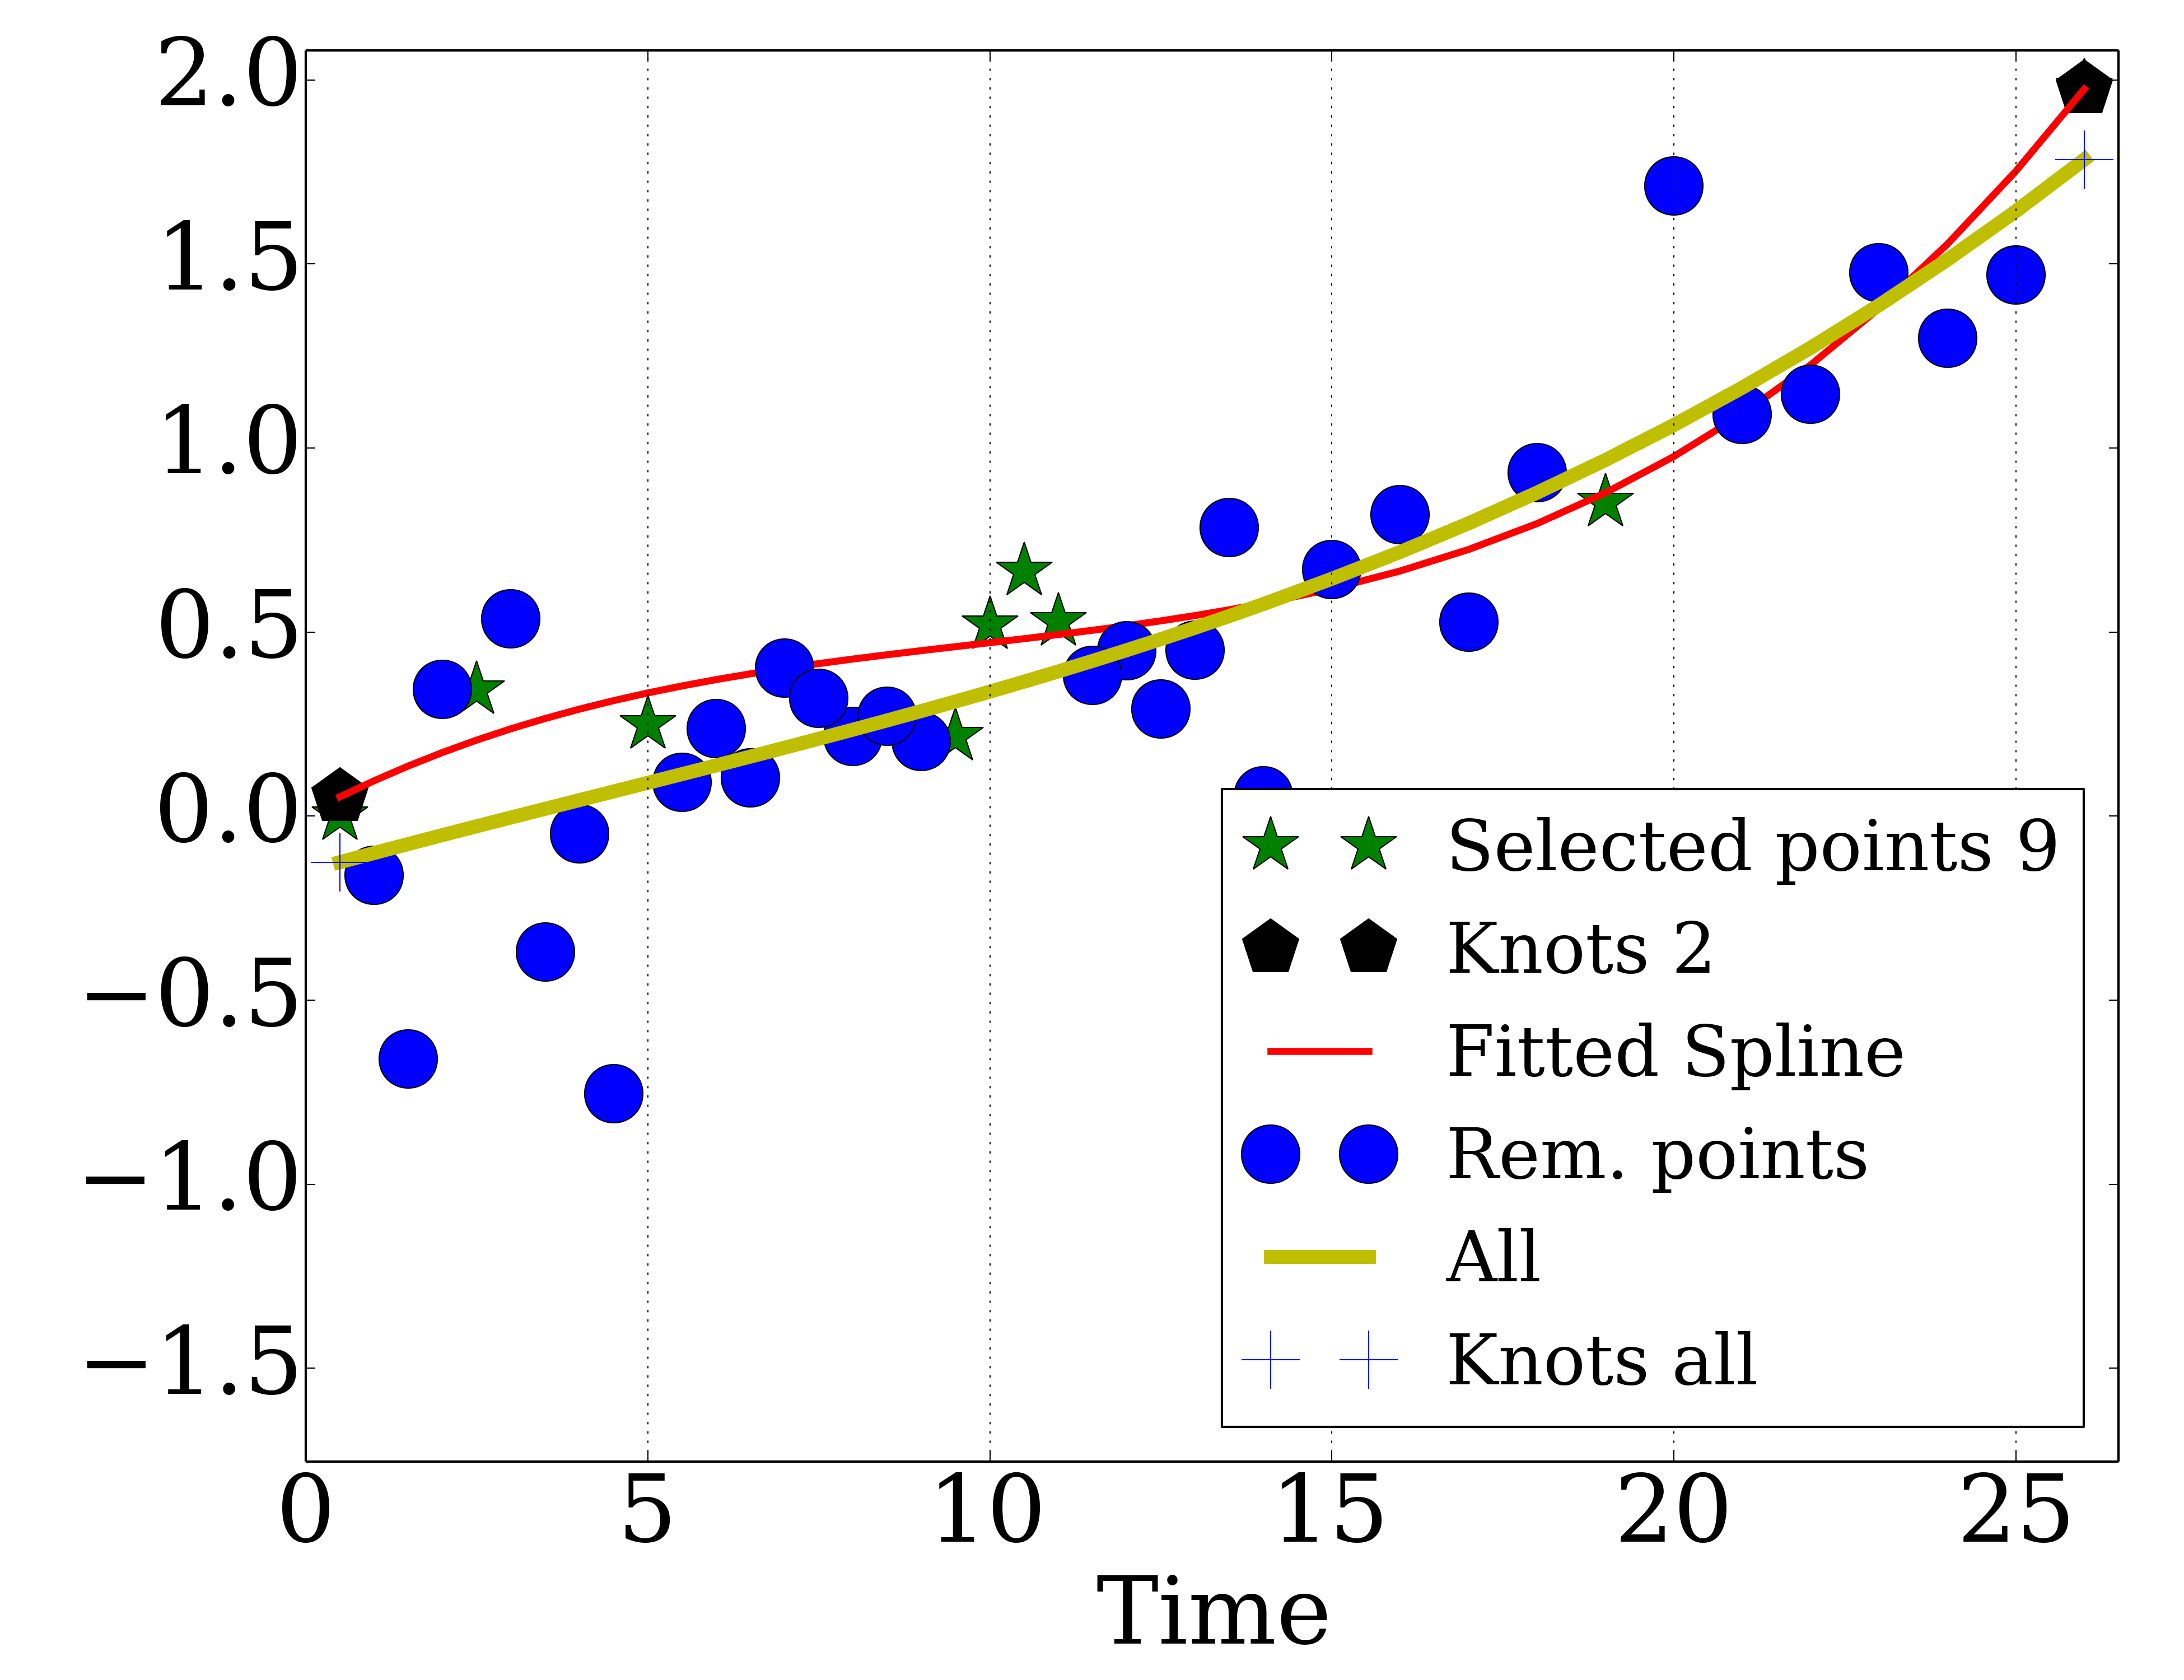 2.0
1.5
1.0
0.5
0.0
−0.5
−1.0
−1.5
Selected points 9
Knots 2
Fitted Spline
Rem. points
All
Knots all
0 5 10 15 20 25
Time